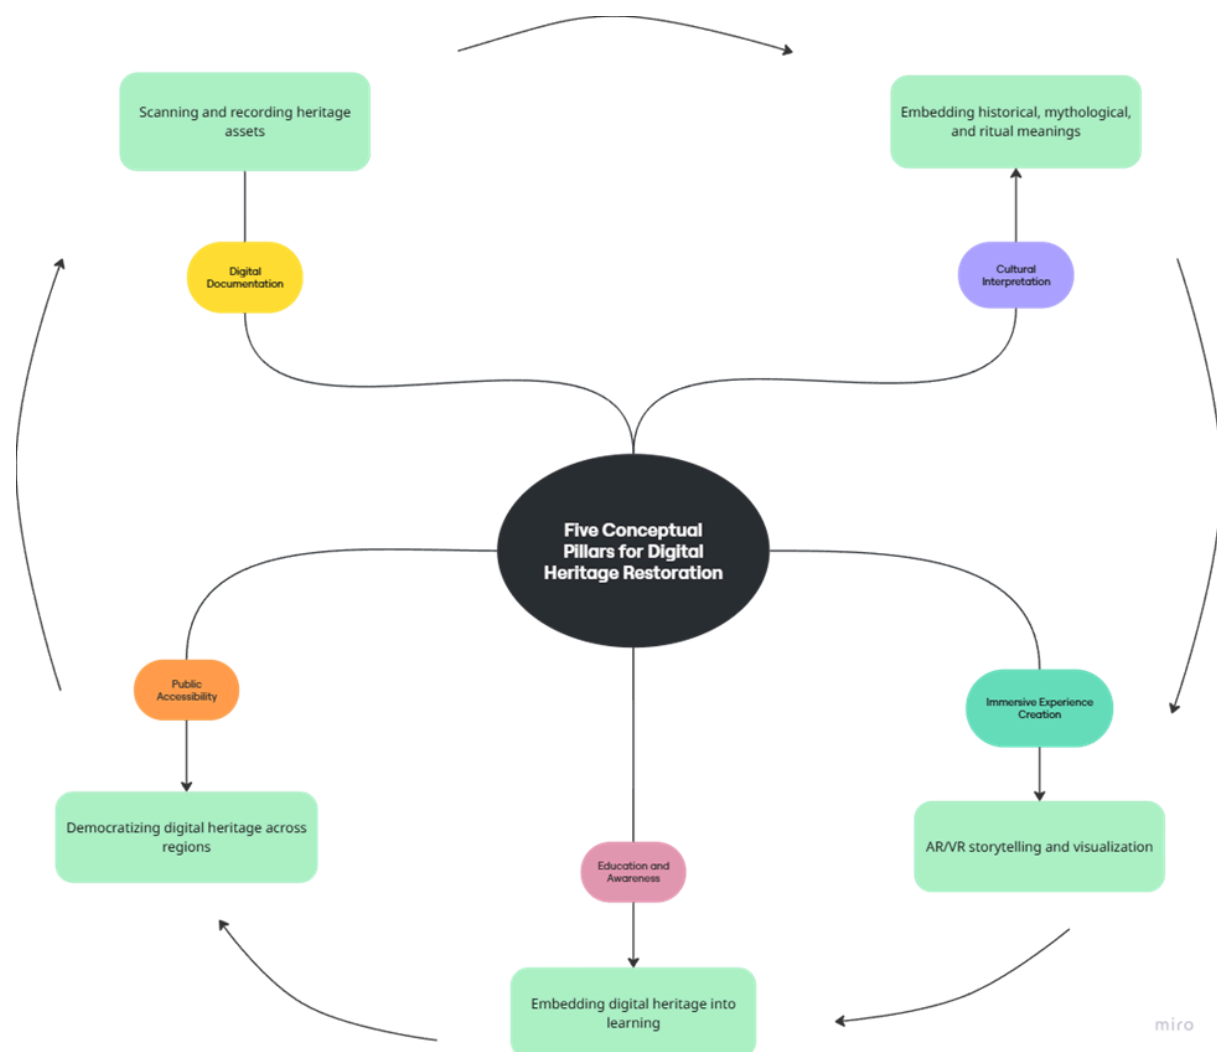 Scanning and recording heritage
assets
Embedding historical, mythological,
and ritual meanings
Digital
Documentation
Cultural
Interpretation
Five Conceptual
Pillars for Digital
Heritage Restoration
Public
Accessibility
Immersive Experience
Creation
Democratizing digital heritage across
regions
AR/VR storytelling and visualization
Education and
Awareness
Embedding digital heritage into
learning
miro